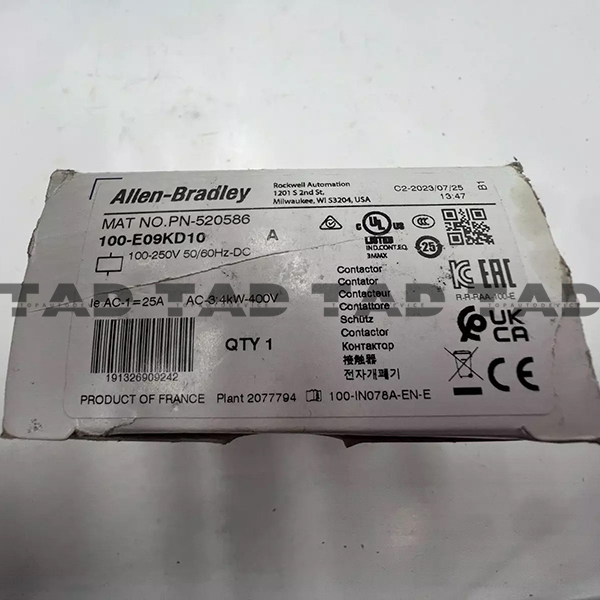 Allen-Bradley
Rockwell Automation
1201 S 2nd St.
Milwaukee, WI 53204, USA
C2-2023/07/25
13:47
B1
MAT NO.PN-520586
100-E09KD10
A
100-250V 50/60Hz-DC
Ie AC-1=25A AC-3:4kW-400V
C UL US
LISTED
IND.CONT.EQ.
3MMX
CCC
25
Contactor
Contator
Contacteur
Contattore
Schütz
Contactor
Контактор
接触器
전자개폐기
EAC
R-R-RAA-100-E
UK
CA
CE
191326909242
QTY 1
PRODUCT OF FRANCE Plant 2077794 100-IN078A-EN-E
TAD TAD TAD TAD